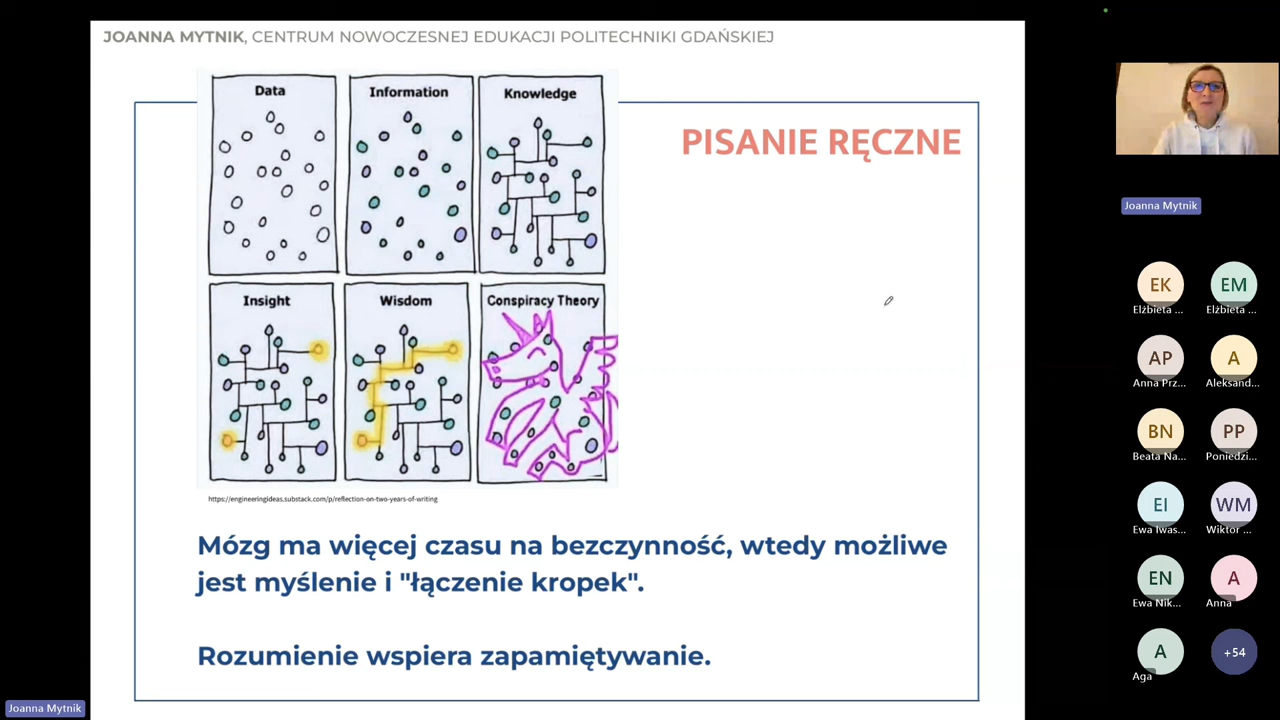 JOANNA MYTNIK, CENTRUM NOWOCZESNEJ EDUKACJI POLITECHNIKI GDAŃSKIEJ
Data
Information
Knowledge
PISANIE RĘCZNE
Insight
Wisdom
Conspiracy Theory
https://engineeringideas.substack.com/p/reflection-on-two-years-of-writing
Mózg ma więcej czasu na bezczynność, wtedy możliwe
jest myślenie i "łączenie kropek".
Rozumienie wspiera zapamiętywanie.
Joanna Mytnik
Joanna Mytnik
EK
EM
Elżbieta ...
Elżbieta ...
AP
A
Anna Prz...
Aleksand...
BN
PP
Beata Na...
Poniedzi...
EI
WM
Ewa Iwas...
Wiktor ...
EN
A
Ewa Nik...
Anna
A
+54
Aga